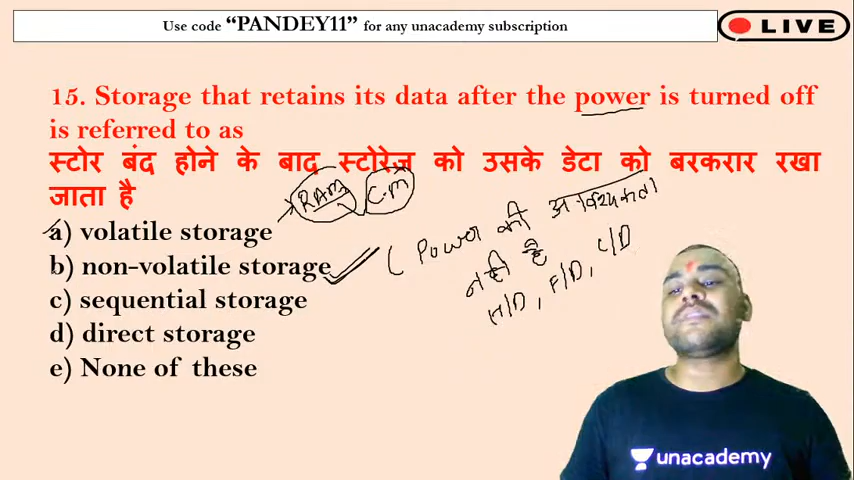 Use code “PANDEY11” for any unacademy subscription
LIVE
15. Storage that retains its data after the power is turned off
is referred to as
स्टोर बंद होने के बाद स्टोरेज को उसके डेटा को बरकरार रखा
जाता है
RAM C.M
a) volatile storage
b) non-volatile storage
(Power की आवश्यकता
नही है
H/D, F/D, C/D
c) sequential storage
d) direct storage
e) None of these
unacademy